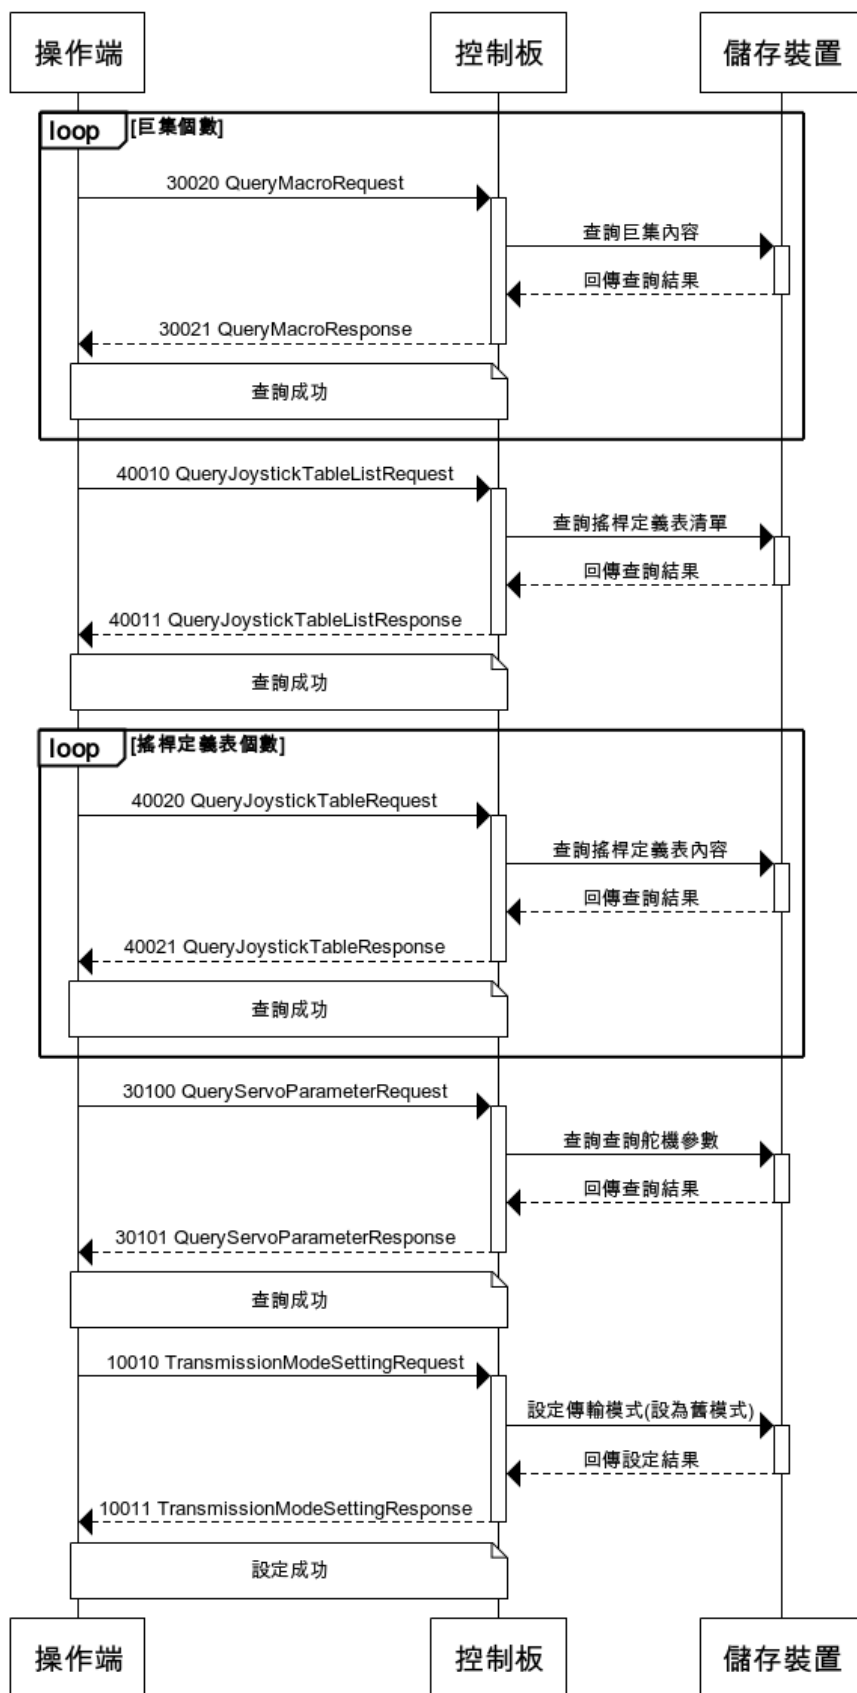 操作端 控制板 儲存裝置
loop [巨集個數]
30020 QueryMacroRequest
查詢巨集內容
回傳查詢結果
30021 QueryMacroResponse
查詢成功
40010 QueryJoystickTableListRequest
查詢搖桿定義表清單
回傳查詢結果
40011 QueryJoystickTableListResponse
查詢成功
loop [搖桿定義表個數]
40020 QueryJoystickTableRequest
查詢搖桿定義表內容
回傳查詢結果
40021 QueryJoystickTableResponse
查詢成功
30100 QueryServoParameterRequest
查詢查詢舵機參數
回傳查詢結果
30101 QueryServoParameterResponse
查詢成功
10010 TransmissionModeSettingRequest
設定傳輸模式(設為舊模式)
回傳設定結果
10011 TransmissionModeSettingResponse
設定成功
操作端 控制板 儲存裝置